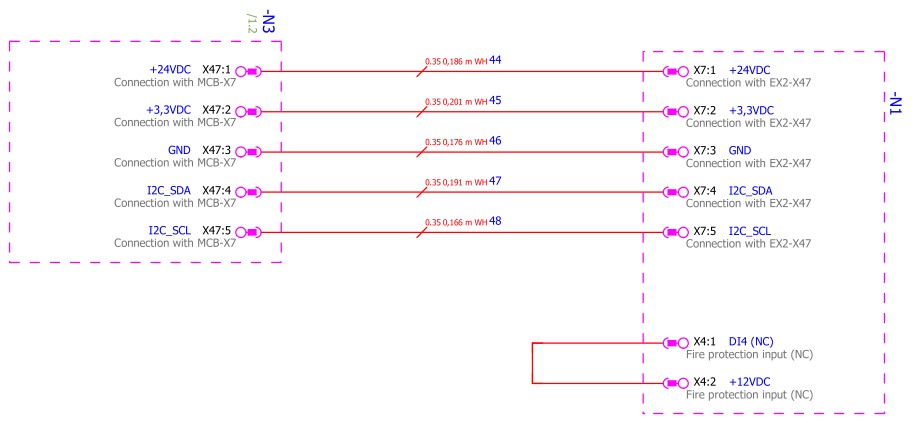 -N3
/1.2
+24VDC X47:1
Connection with MCB-X7
+3,3VDC X47:2
Connection with MCB-X7
GND X47:3
Connection with MCB-X7
I2C_SDA X47:4
Connection with MCB-X7
I2C_SCL X47:5
Connection with MCB-X7
0.35 0,186 m WH 44
0.35 0,201 m WH 45
0.35 0,176 m WH 46
0.35 0,191 m WH 47
0.35 0,166 m WH 48
-N1
X7:1 +24VDC
Connection with EX2-X47
X7:2 +3,3VDC
Connection with EX2-X47
X7:3 GND
Connection with EX2-X47
X7:4 I2C_SDA
Connection with EX2-X47
X7:5 I2C_SCL
Connection with EX2-X47
X4:1 DI4 (NC)
Fire protection input (NC)
X4:2 +12VDC
Fire protection input (NC)